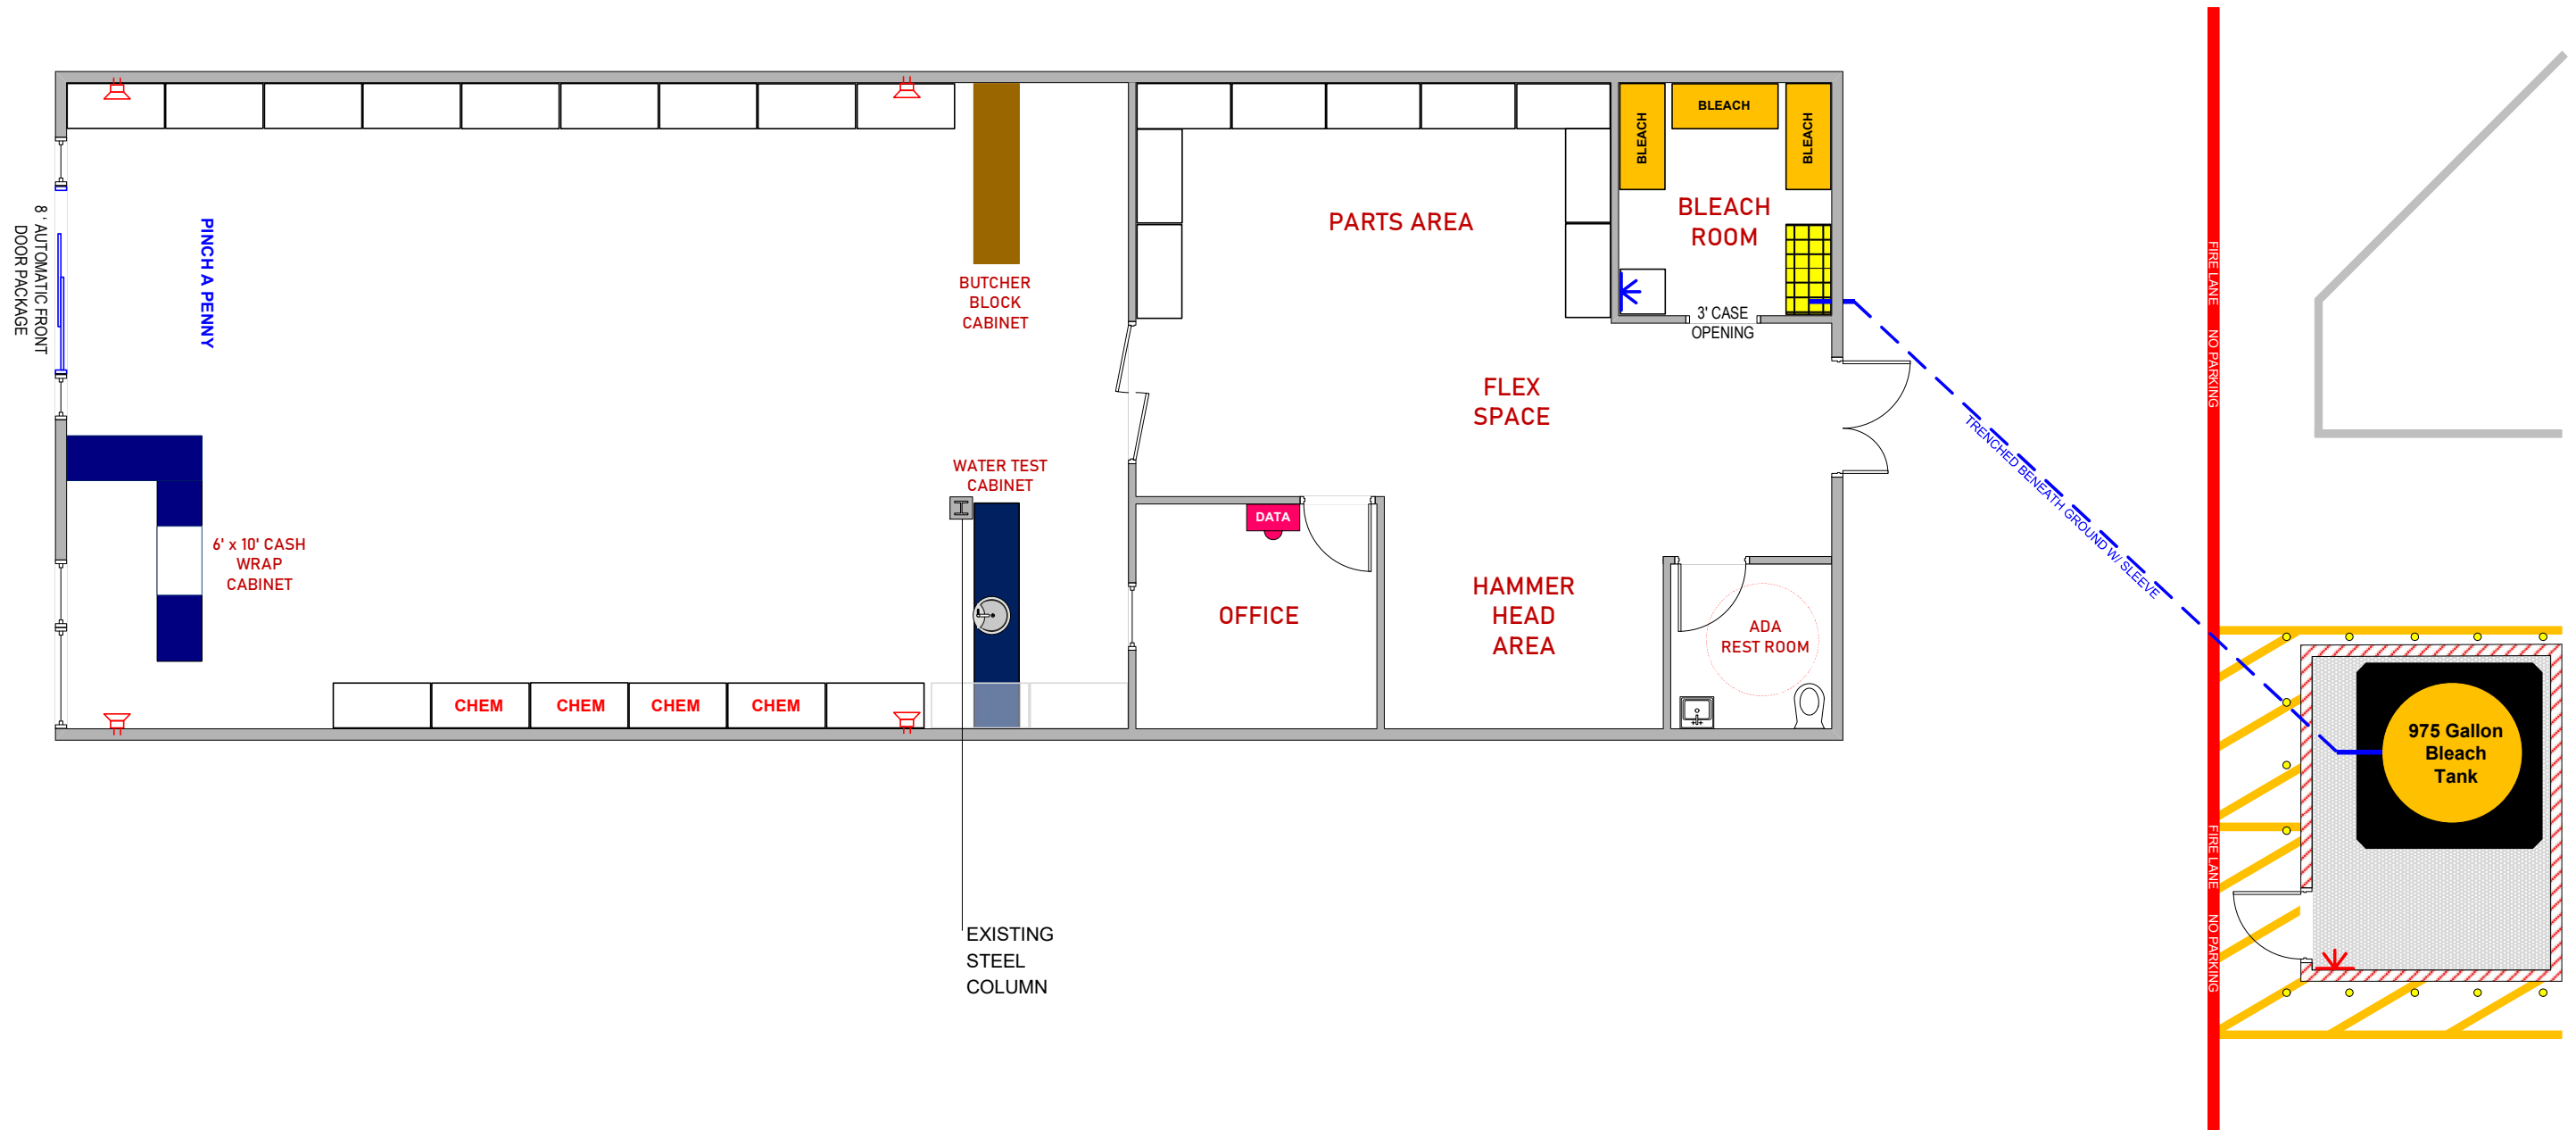 8 ' AUTOMATIC FRONT
DOOR PACKAGE
PINCH A PENNY
6' x 10' CASH
WRAP
CABINET
BUTCHER
BLOCK
CABINET
WATER TEST
CABINET
CHEM
CHEM
CHEM
CHEM
EXISTING
STEEL
COLUMN
PARTS AREA
BLEACH
BLEACH
BLEACH
BLEACH
ROOM
3' CASE
OPENING
FLEX
SPACE
DATA
OFFICE
HAMMER
HEAD
AREA
ADA
REST ROOM
TRENCHED BENEATH GROUND W/ SLEEVE
FIRE LANE NO PARKING
FIRE LANE NO PARKING
975 Gallon
Bleach
Tank